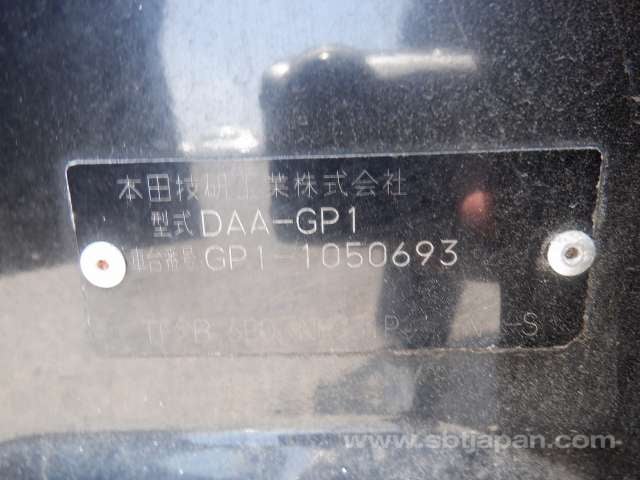 本田技研工業株式会社
型式 DAA-GP1
車台番号 GP1-1050693
-S
www.sbtjapan.com